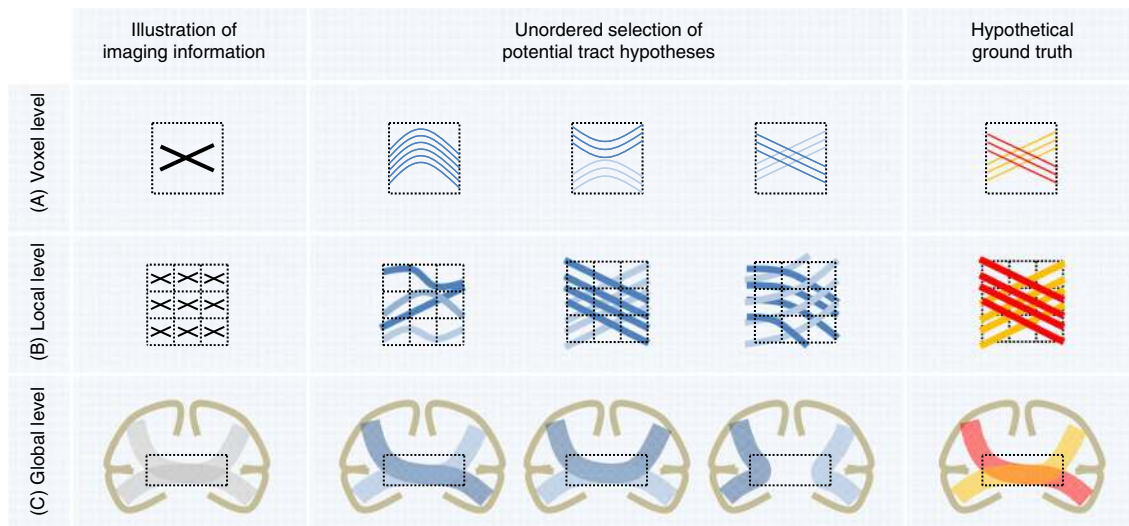 Illustration of
imaging information
Unordered selection of
potential tract hypotheses
Hypothetical
ground truth
(A) Voxel level
(B) Local level
(C) Global level